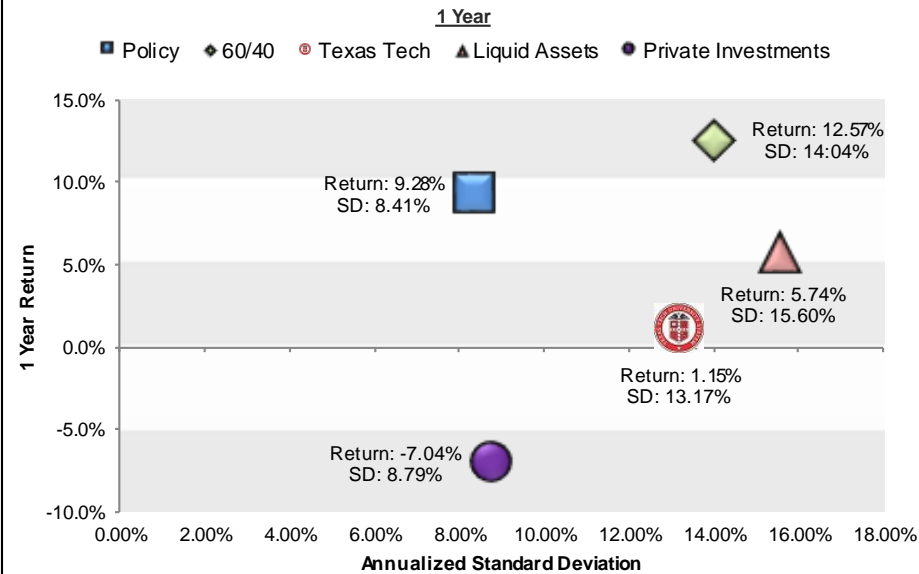 1 Year
Policy 60/40 Texas Tech Liquid Assets Private Investments
15.0%
10.0%
5.0%
0.0%
-5.0%
-10.0%
1 Year Return
Return: 12.57%
SD: 14:04%
Return: 9.28%
SD: 8.41%
Return: 5.74%
SD: 15.60%
Return: 1.15%
SD: 13.17%
Return: -7.04%
SD: 8.79%
0.00% 2.00% 4.00% 6.00% 8.00% 10.00% 12.00% 14.00% 16.00% 18.00%
Annualized Standard Deviation